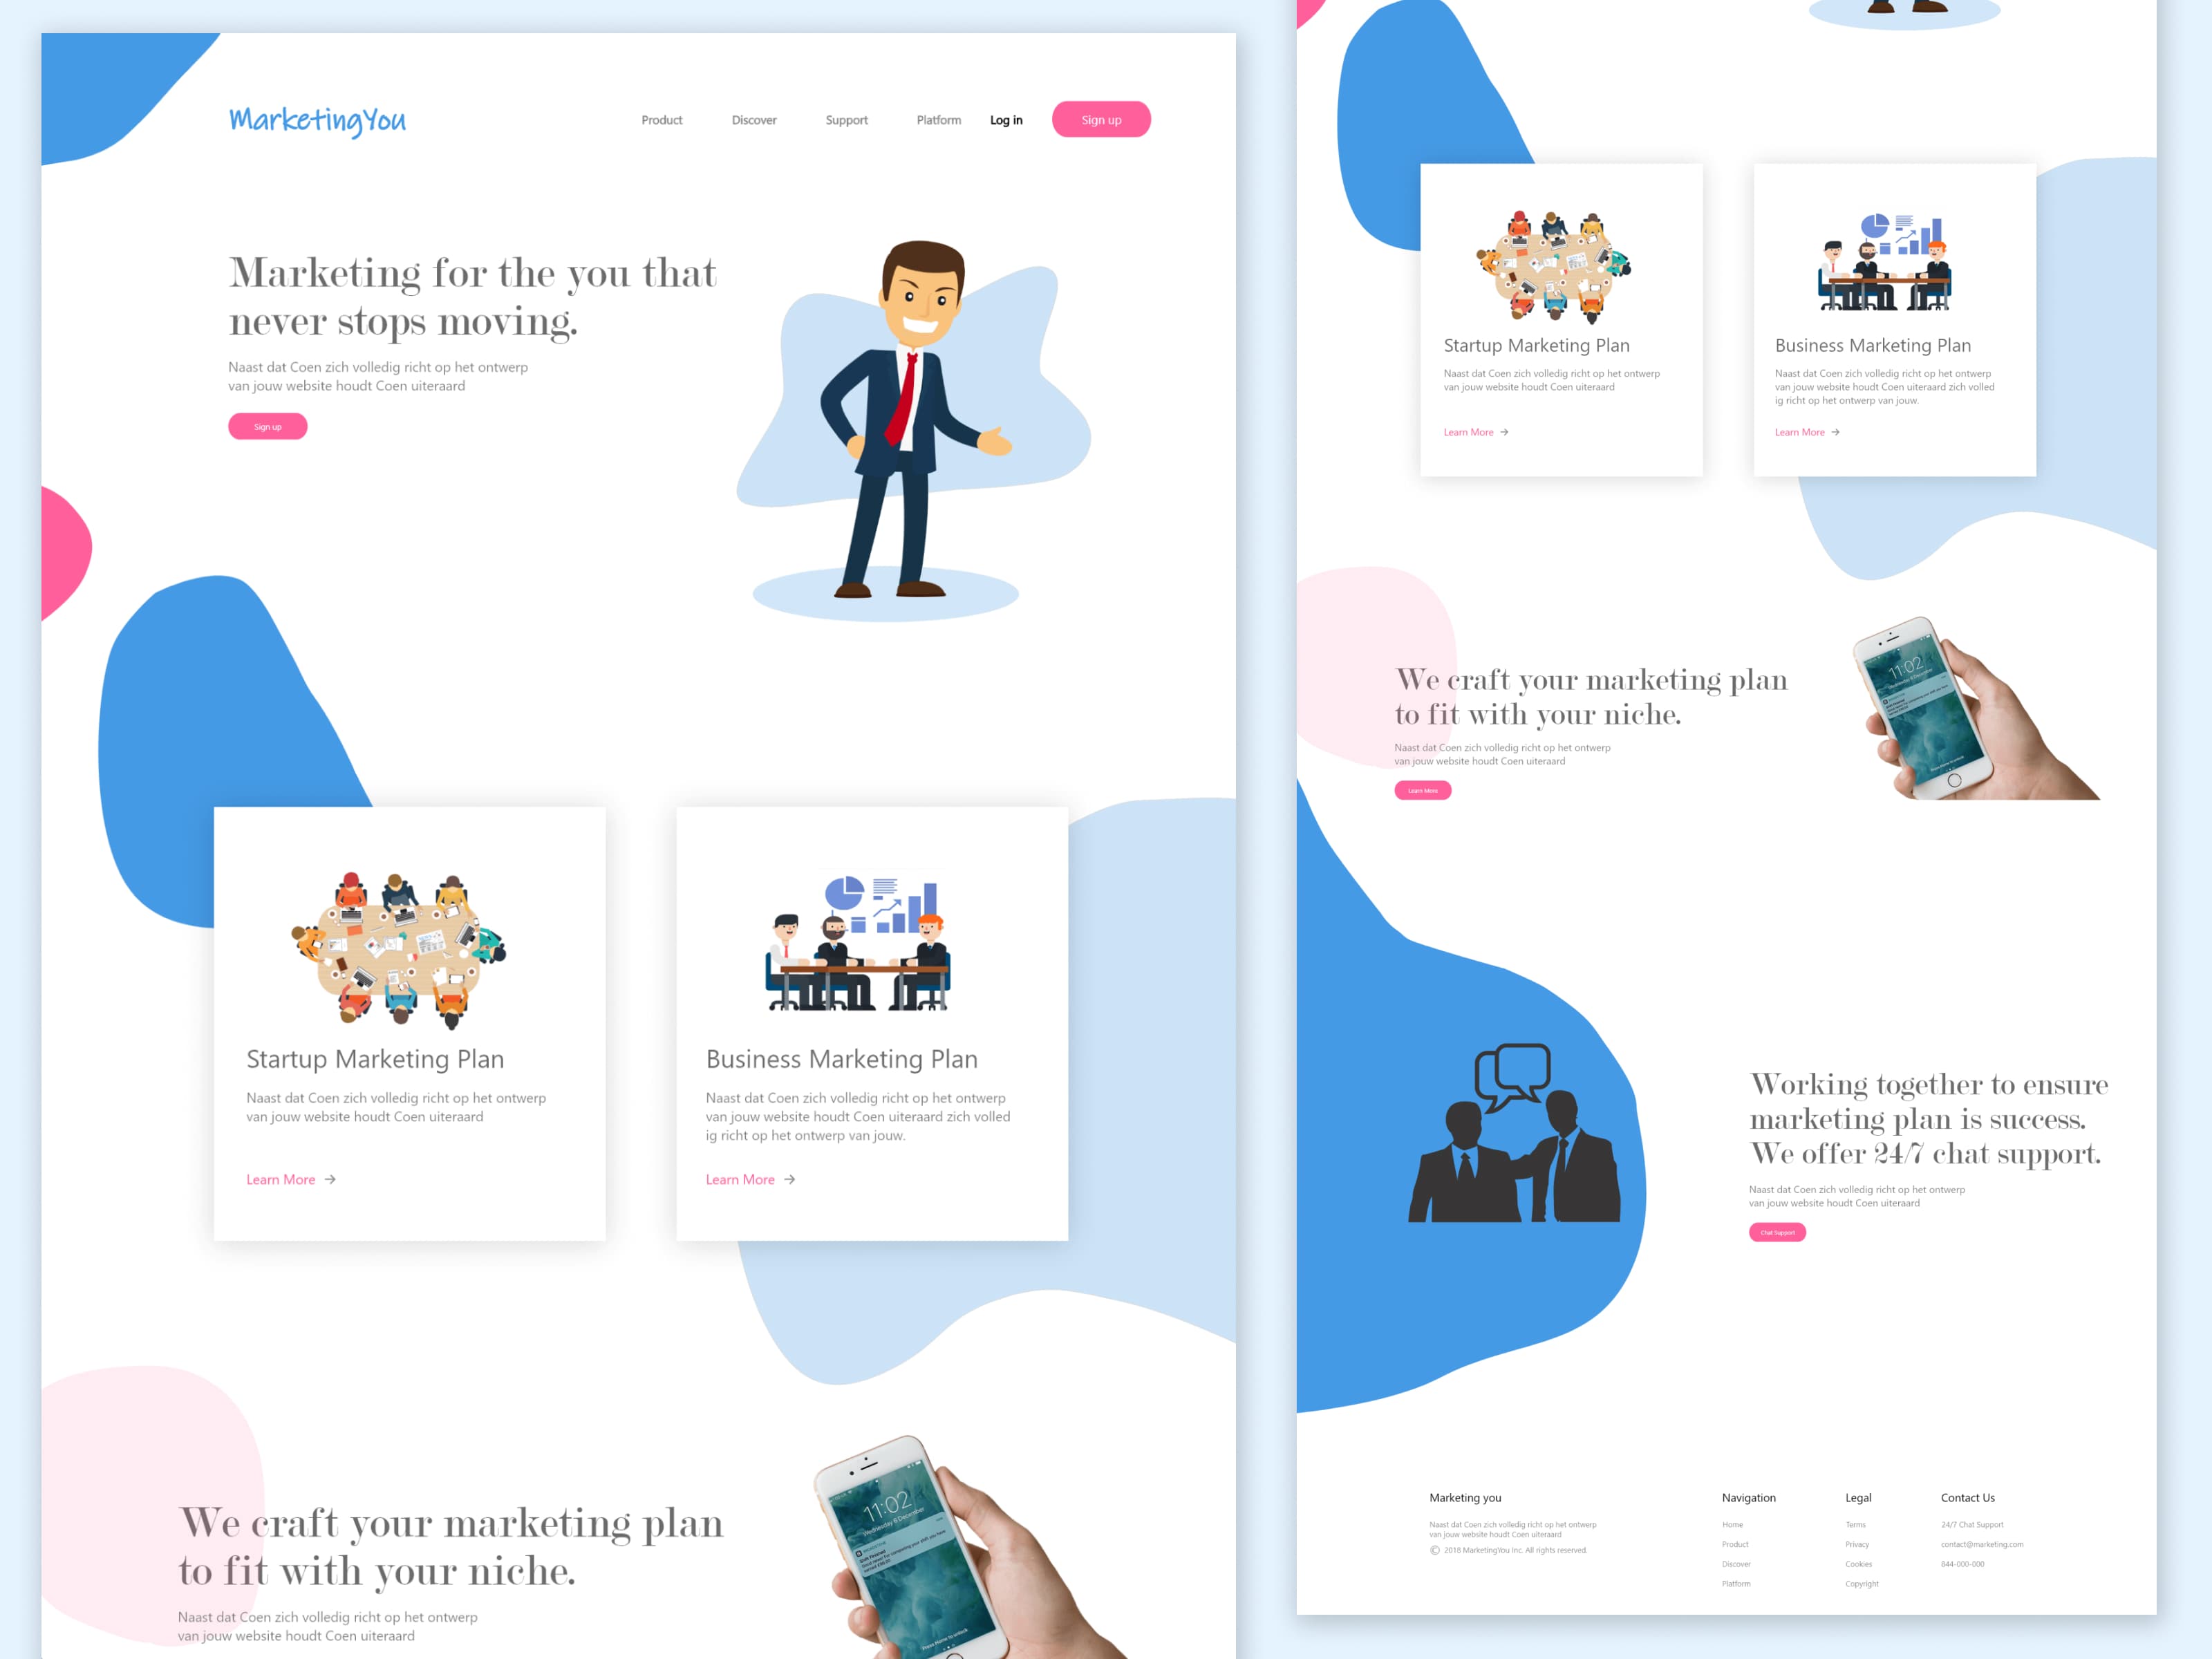 MarketingYou
Product Discover Support Platform Log in Sign up
Marketing for the you that
never stops moving.
Naast dat Coen zich volledig richt op het ontwerp
van jouw website houdt Coen uiteraard
Sign up
Startup Marketing Plan
Naast dat Coen zich volledig richt op het ontwerp
van jouw website houdt Coen uiteraard
Learn More →
Business Marketing Plan
Naast dat Coen zich volledig richt op het ontwerp
van jouw website houdt Coen uiteraard zich volled
ig richt op het ontwerp van jouw.
Learn More →
We craft your marketing plan
to fit with your niche.
Naast dat Coen zich volledig richt op het ontwerp
van jouw website houdt Coen uiteraard
11:02
Wednesday 6 December
Press home to unlock
Startup Marketing Plan
Naast dat Coen zich volledig richt op het ontwerp
van jouw website houdt Coen uiteraard
Learn More →
Business Marketing Plan
Naast dat Coen zich volledig richt op het ontwerp
van jouw website houdt Coen uiteraard zich volled
ig richt op het ontwerp van jouw.
Learn More →
We craft your marketing plan
to fit with your niche.
Naast dat Coen zich volledig richt op het ontwerp
van jouw website houdt Coen uiteraard
Learn More
11:02
Wednesday 6 December
Working together to ensure
marketing plan is success.
We offer 24/7 chat support.
Naast dat Coen zich volledig richt op het ontwerp
van jouw website houdt Coen uiteraard
Chat Support
Marketing you
Naast dat Coen zich volledig richt op het ontwerp
van jouw website houdt Coen uiteraard
© 2018 MarketingYou Inc. All rights reserved.
Navigation
Home
Product
Discover
Platform
Legal
Terms
Privacy
Cookies
Copyright
Contact Us
24/7 Chat Support
contact@marketing.com
844-000-000